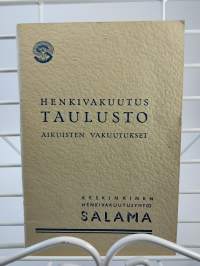 HENKIVAKUUTUS
TAULUSTO
AIKUISTEN VAKUUTUKSET
KESKINÄINEN
HENKIVAKUUTUSYHTIÖ
SALAMA